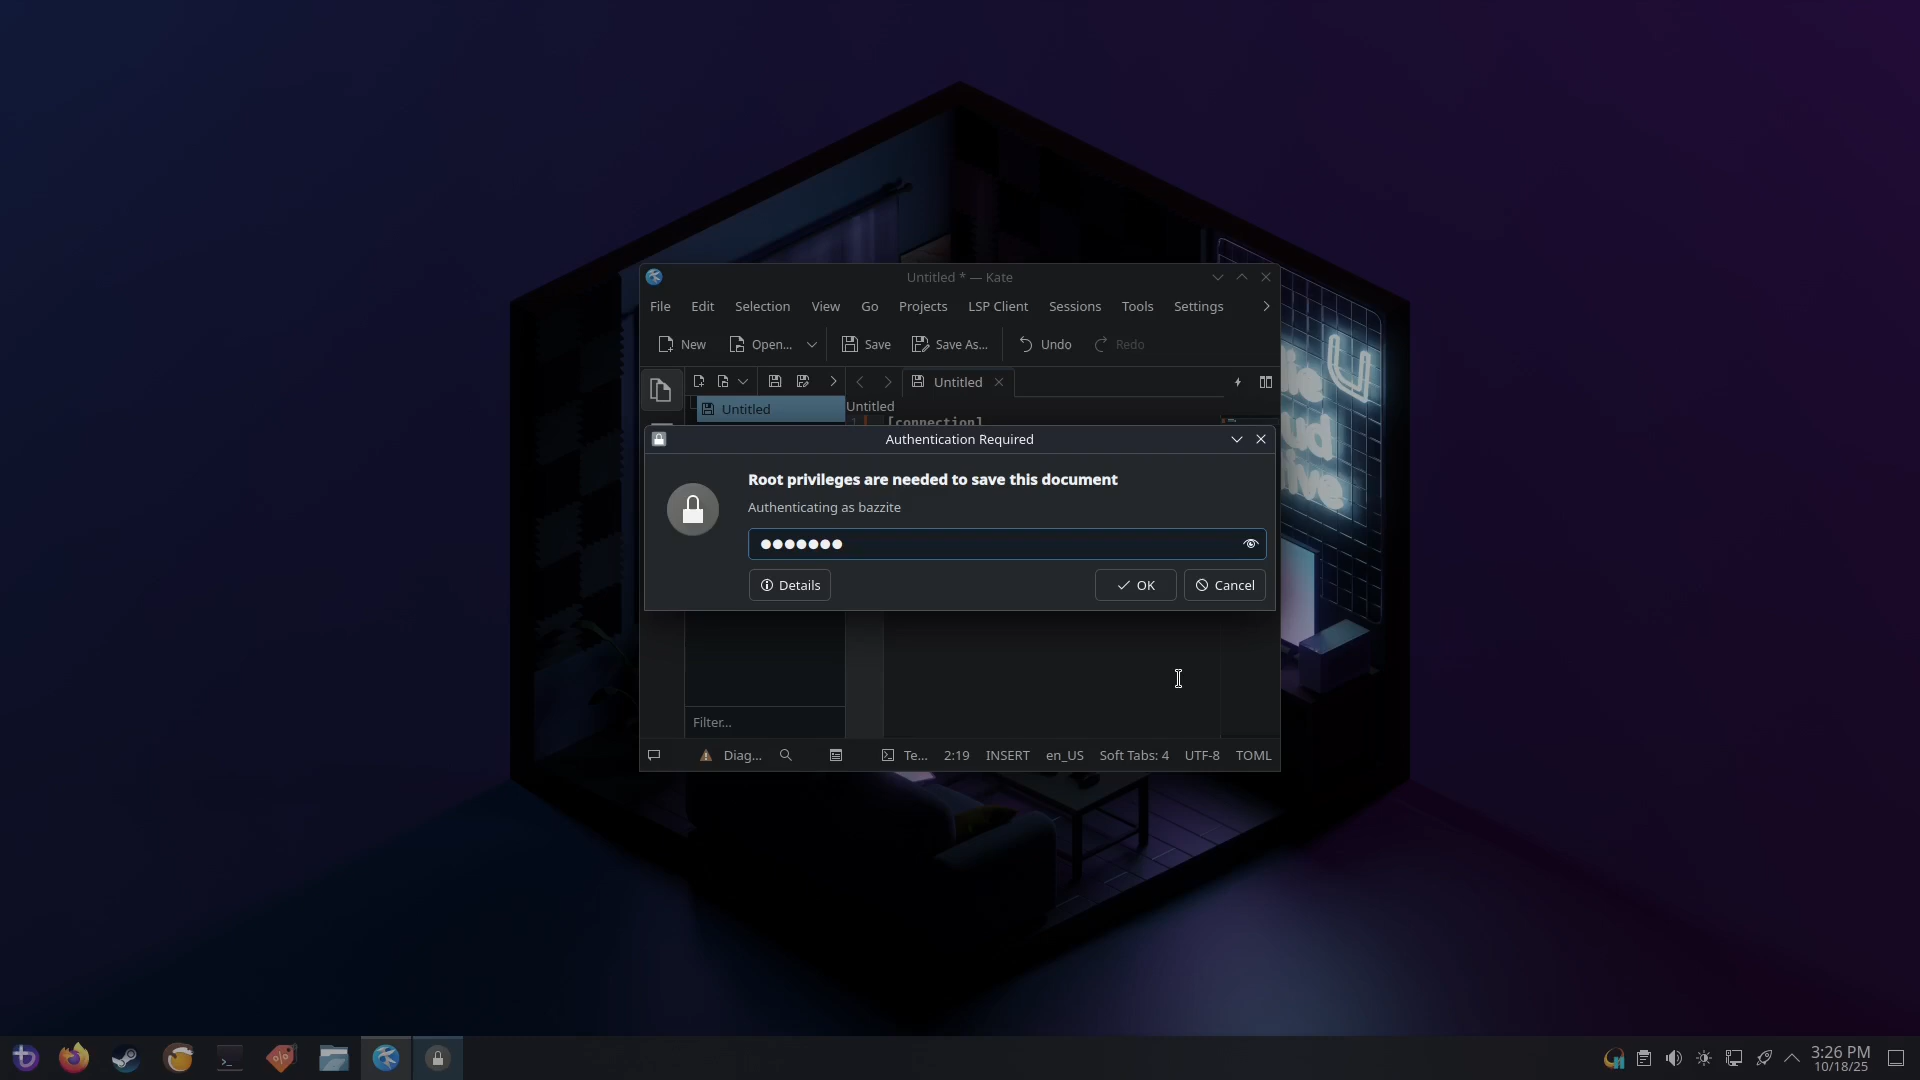 Untitled * — Kate
File Edit Selection View Go Projects LSP Client Sessions Tools Settings
New Open... Save Save As... Undo Redo
Untitled
Untitled Untitled
1 [connection]
Authentication Required
Root privileges are needed to save this document
Authenticating as bazzite
●●●●●●●
Details OK Cancel
Filter...
Diag... Te... 2:19 INSERT en_US Soft Tabs: 4 UTF-8 TOML
U
3:26 PM
10/18/25